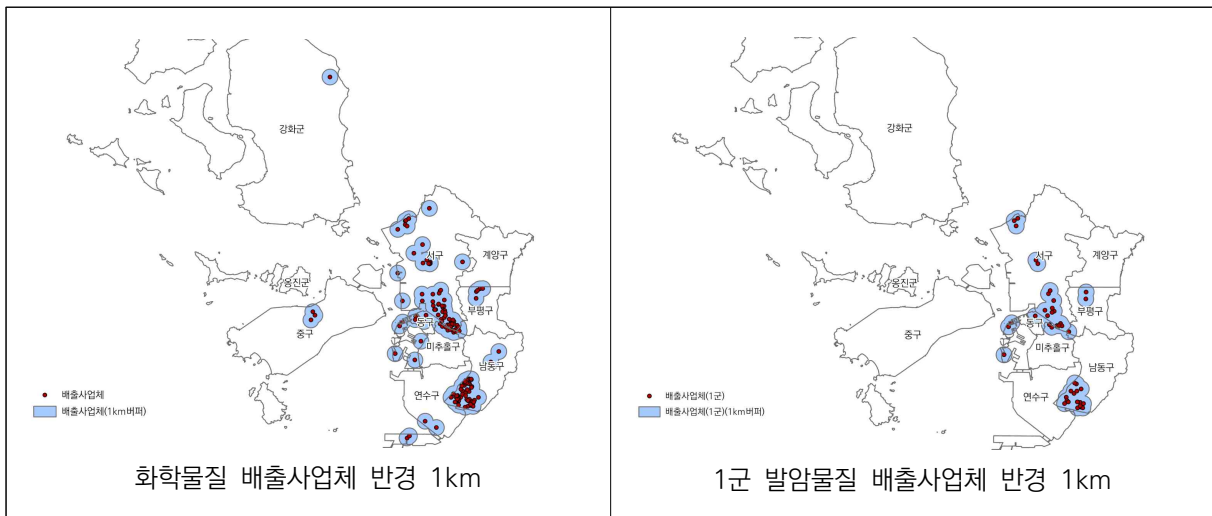 강화군
서구
계양구
옹진군
부평구
중구
동구
미추홀구
남동구
연수구
배출사업체
배출사업체(1km버퍼)
화학물질 배출사업체 반경 1km
강화군
서구
계양구
옹진군
부평구
중구
동구
미추홀구
남동구
연수구
배출사업체(1군)
배출사업체(1군)(1km버퍼)
1군 발암물질 배출사업체 반경 1km